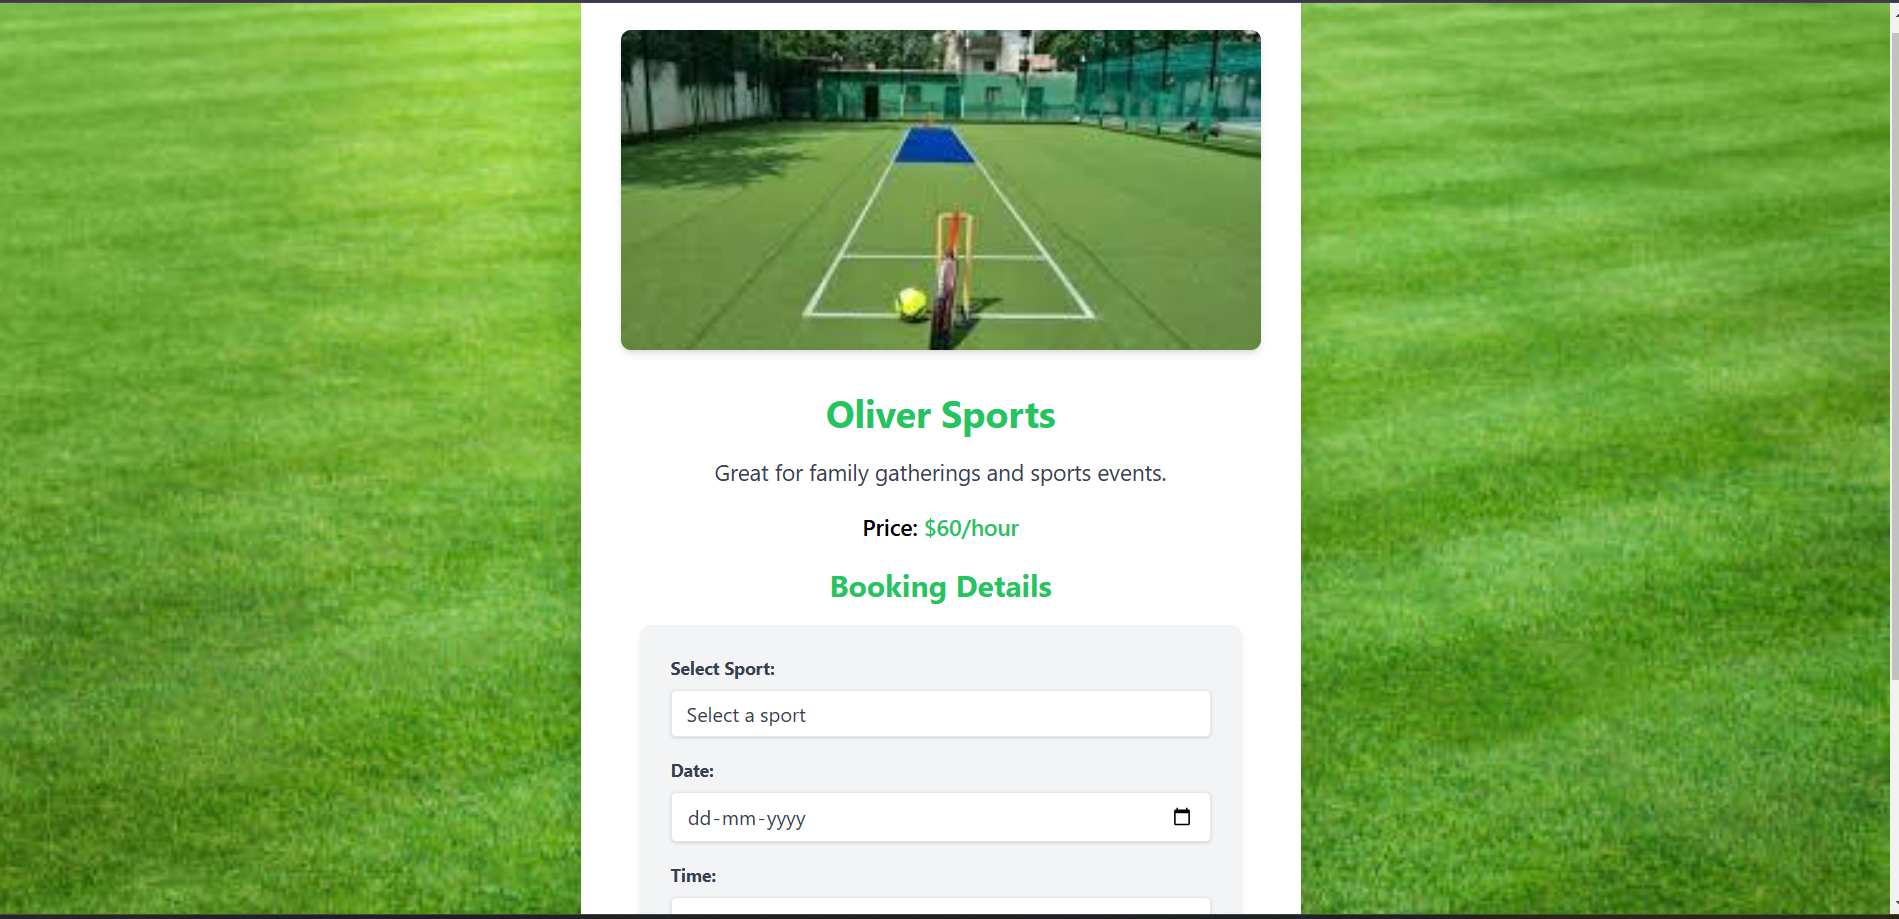 Oliver Sports
Great for family gatherings and sports events.
Price: $60/hour
Booking Details
Select Sport:
Select a sport
Date:
dd-mm-yyyy
Time: